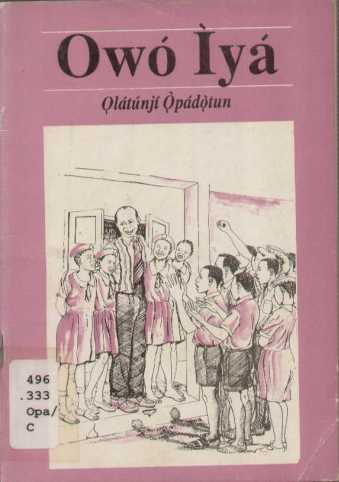 Owó Ìyá
Ọlátúnjí Ọ̀pádọ̀tun
496
.333
Opa/
C